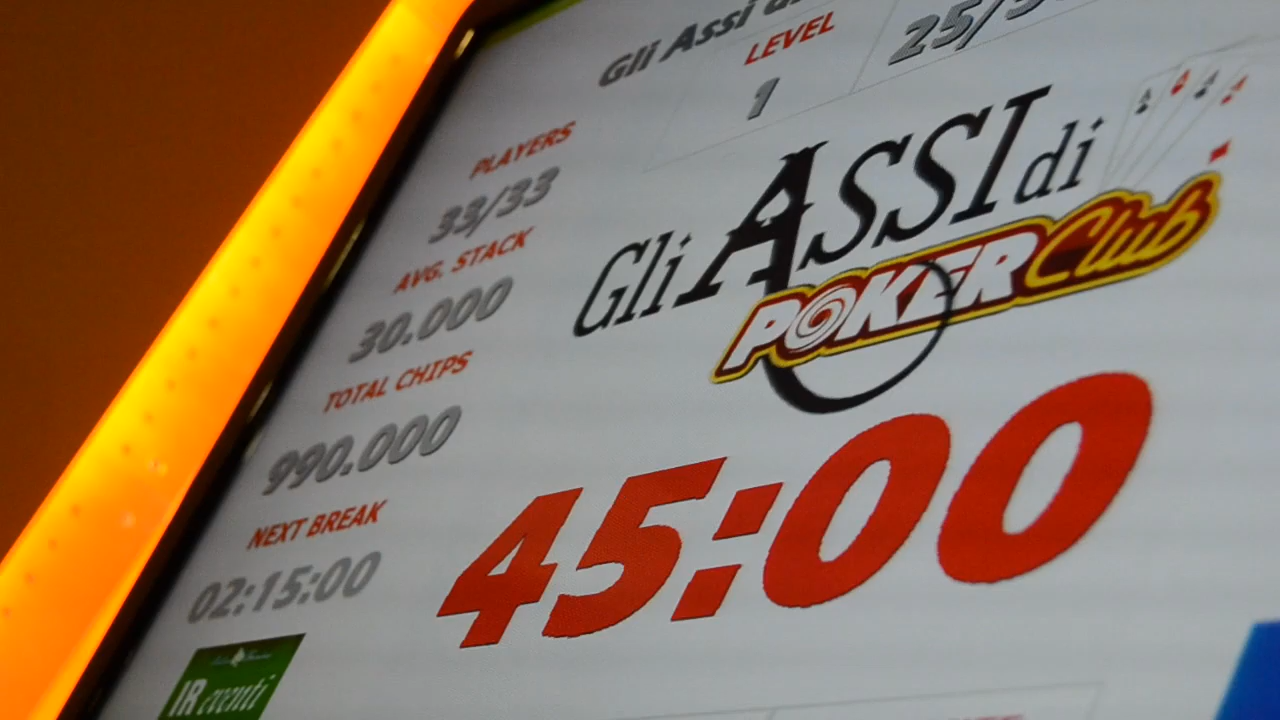 Gli Assi
LEVEL
1
PLAYERS
33/33
AVG. STACK
30.000
TOTAL CHIPS
990.000
NEXT BREAK
02:15:00
Gli ASSI di
POKER Club
45:00
IR eventi